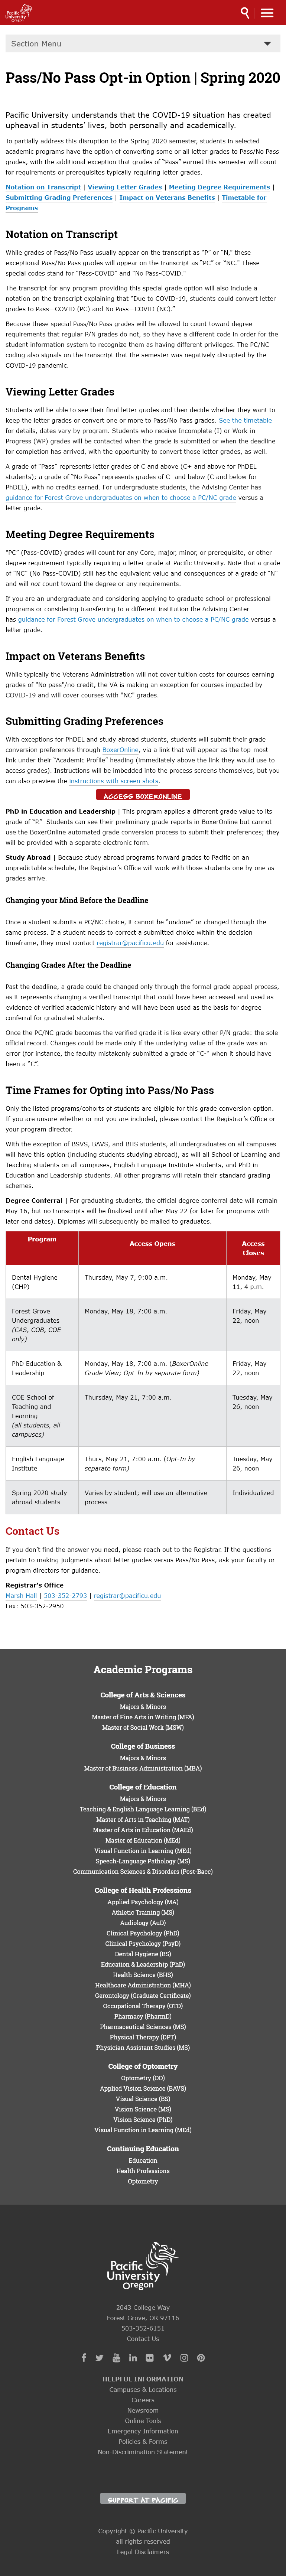 Pacific
University
Oregon
Section Menu
Pass/No Pass Opt-in Option | Spring 2020
Pacific University understands that the COVID-19 situation has created
upheaval in students’ lives, both personally and academically.
To partially address this disruption to the Spring 2020 semester, students in selected
academic programs have the option of converting some or all letter grades to Pass/No Pass
grades, with the additional exemption that grades of “Pass” earned this semester will count
for requirements or prerequisites typically requiring letter grades.
Notation on Transcript | Viewing Letter Grades | Meeting Degree Requirements |
Submitting Grading Preferences | Impact on Veterans Benefits | Timetable for
Programs
Notation on Transcript
While grades of Pass/No Pass usually appear on the transcript as “P” or “N,” these
exceptional Pass/No Pass grades will appear on the transcript as “PC” or “NC.” These
special codes stand for “Pass-COVID” and “No Pass-COVID.”
The transcript for any program providing this special grade option will also include a
notation on the transcript explaining that “Due to COVID-19, students could convert letter
grades to Pass—COVID (PC) and No Pass—COVID (NC).”
Because these special Pass/No Pass grades will be allowed to count toward degree
requirements that regular P/N grades do not, so they have a different code in order for the
student information system to recognize them as having different privileges. The PC/NC
coding also signals on the transcript that the semester was negatively disrupted by the
COVID-19 pandemic.
Viewing Letter Grades
Students will be able to see their final letter grades and then decide whether they want to
keep the letter grades or convert one or more to Pass/No Pass grades. See the timetable
for details, dates vary by program. Students who receive Incomplete (I) or Work-in-
Progress (WP) grades will be contacted when the grade is submitted or when the deadline
for completion has arrived, with the opportunity to convert those letter grades, as well.
A grade of “Pass” represents letter grades of C and above (C+ and above for PhDEL
students); a grade of “No Pass” represents grades of C- and below (C and below for
PhDEL), with no credits earned. For undergraduate students, the Advising Center has
guidance for Forest Grove undergraduates on when to choose a PC/NC grade versus a
letter grade.
Meeting Degree Requirements
“PC” (Pass-COVID) grades will count for any Core, major, minor, or prerequisite, or other
degree requirement typically requiring a letter grade at Pacific University. Note that a grade
of “NC” (No Pass-COVID) still has the equivalent value and meaning of a grade of “N”
and will not count toward the degree or any requirements.
If you are an undergraduate and considering applying to graduate school or professional
programs or considering transferring to a different institution the Advising Center
has guidance for Forest Grove undergraduates on when to choose a PC/NC grade versus a
letter grade.
Impact on Veterans Benefits
While typically the Veterans Administration will not cover tuition costs for courses earning
grades of “No pass”/no credit, the VA is making an exception for courses impacted by
COVID-19 and will cover courses with “NC” grades.
Submitting Grading Preferences
With exceptions for PhDEL and study abroad students, students will submit their grade
conversion preferences through BoxerOnline, via a link that will appear as the top-most
link under their “Academic Profile” heading (immediately above the link they would use to
access grades). Instructions will be imbedded into the process on the screens themselves, but you
can also preview the instructions with screen shots.
ACCESS BOXERONLINE
PhD in Education and Leadership | This program applies a different grade value to its
grade of “P.” Students can see their preliminary grade reports in BoxerOnline but cannot
use the BoxerOnline grade and grade conversion process to submit their preferences; they
will be provided with a separate electronic form.
Study Abroad | Because study abroad programs forward grades to Pacific on an
unpredictable schedule, the Registrar’s Office will work with those students one by one as
grades arrive.
Changing your Mind Before the Deadline
Once a student submits a PC/NC choice, it cannot be “undone” or changed through the
same process. If a student needs to correct a submitted choice within the decision
timeframe, they must contact registrar@pacificu.edu for assistance.
Changing Grades After the Deadline
Past the deadline, a grade could be changed only through the formal grade appeal process,
as it represents changing a verified transcript that could have been accessed and used as
evidence of verified academic history and will have been used as the basis for degree
conferral for graduating students.
Once the PC/NC grade becomes the verified grade it is like every other P/N grade: the sole
official record. Changes could be made only if the underlying value of the grade was an
error (for instance, the faculty mistakenly submitted a grade of “C-” when it should have
been a “C”.
Time Frames for Opting into Pass/No Pass
Only the listed programs/cohorts of students are eligible for this grade conversion option.
If you are unsure whether or not you are included, please contact the Registrar’s Office or
your program director.
With the exception of BSVS, BAVS, and BHS students, all undergraduates on all campuses
will have this option (including students studying abroad), as will all School of Learning and
Teaching students on all campuses, English Language Institute students, and PhD in
Education and Leadership students. All other programs will retain their standard grading
schemes.
Degree Conferral | For graduating students, the official degree conferral date will remain
May 16, but no transcripts will be finalized until after May 22 (or later for programs with
later end dates). Diplomas will subsequently be mailed to graduates.
Program
Access Opens
Access
Closes
Dental Hygiene
(CHP)
Thursday, May 7, 9:00 a.m.
Monday, May
11, 4 p.m.
Forest Grove
Undergraduates
(CAS, COB, COE
only)
Monday, May 18, 7:00 a.m.
Friday, May
22, noon
PhD Education &
Leadership
Monday, May 18, 7:00 a.m. (BoxerOnline
Grade View; Opt-In by separate form)
Friday, May
22, noon
COE School of
Teaching and
Learning
(all students, all
campuses)
Thursday, May 21, 7:00 a.m.
Tuesday, May
26, noon
English Language
Institute
Thurs, May 21, 7:00 a.m. (Opt-In by
separate form)
Tuesday, May
26, noon
Spring 2020 study
abroad students
Varies by student; will use an alternative
process
Individualized
Contact Us
If you don’t find the answer you need, please reach out to the Registrar. If the questions
pertain to making judgments about letter grades versus Pass/No Pass, ask your faculty or
program directors for guidance.
Registrar’s Office
Marsh Hall | 503-352-2793 | registrar@pacificu.edu
Fax: 503-352-2950
Academic Programs
College of Arts & Sciences
Majors & Minors
Master of Fine Arts in Writing (MFA)
Master of Social Work (MSW)
College of Business
Majors & Minors
Master of Business Administration (MBA)
College of Education
Majors & Minors
Teaching & English Language Learning (BEd)
Master of Arts in Teaching (MAT)
Master of Arts in Education (MAEd)
Master of Education (MEd)
Visual Function in Learning (MEd)
Speech-Language Pathology (MS)
Communication Sciences & Disorders (Post-Bacc)
College of Health Professions
Applied Psychology (MA)
Athletic Training (MS)
Audiology (AuD)
Clinical Psychology (PhD)
Clinical Psychology (PsyD)
Dental Hygiene (BS)
Education & Leadership (PhD)
Health Science (BHS)
Healthcare Administration (MHA)
Gerontology (Graduate Certificate)
Occupational Therapy (OTD)
Pharmacy (PharmD)
Pharmaceutical Sciences (MS)
Physical Therapy (DPT)
Physician Assistant Studies (MS)
College of Optometry
Optometry (OD)
Applied Vision Science (BAVS)
Visual Science (BS)
Vision Science (MS)
Vision Science (PhD)
Visual Function in Learning (MEd)
Continuing Education
Education
Health Professions
Optometry
Pacific
University
Oregon
2043 College Way
Forest Grove, OR 97116
503-352-6151
Contact Us
HELPFUL INFORMATION
Campuses & Locations
Careers
Newsroom
Online Tools
Emergency Information
Policies & Forms
Non-Discrimination Statement
SUPPORT AT PACIFIC
Copyright © Pacific University
all rights reserved
Legal Disclaimers